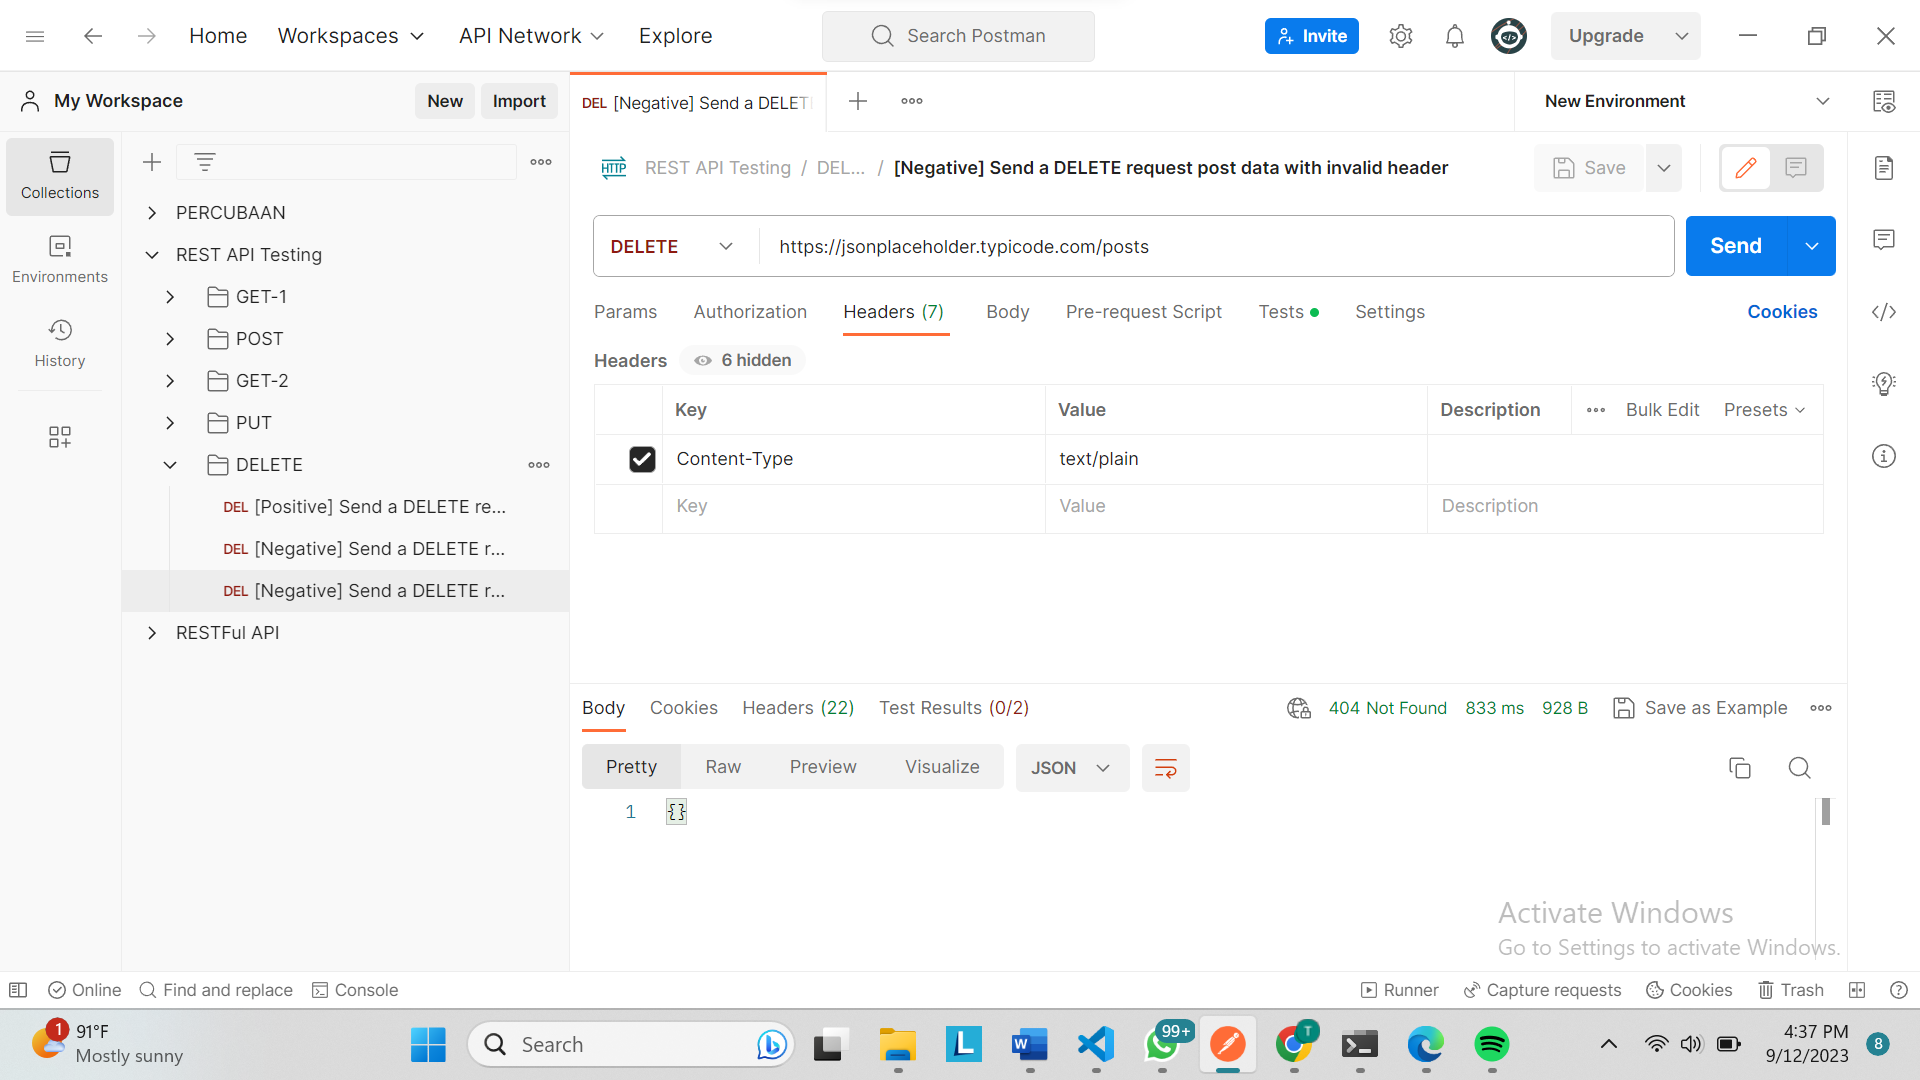 Home Workspaces API Network Explore Search Postman Invite Upgrade
My Workspace New Import DEL [Negative] Send a DELET New Environment
Collections
Environments
History
PERCUBAAN
REST API Testing
GET-1
POST
GET-2
PUT
DELETE
DEL [Positive] Send a DELETE re...
DEL [Negative] Send a DELETE r...
DEL [Negative] Send a DELETE r...
RESTFul API
HTTP REST API Testing / DEL... / [Negative] Send a DELETE request post data with invalid header Save
DELETE https://jsonplaceholder.typicode.com/posts Send
Params Authorization Headers (7) Body Pre-request Script Tests Settings Cookies
Headers 6 hidden
Key Value Description Bulk Edit Presets
Content-Type text/plain
Key Value Description
Body Cookies Headers (22) Test Results (0/2) 404 Not Found 833 ms 928 B Save as Example
Pretty Raw Preview Visualize JSON
1 {}
Activate Windows
Go to Settings to activate Windows.
Online Find and replace Console Runner Capture requests Cookies Trash
1 91°F
Mostly sunny
Search
L
W
99+
T
4:37 PM
9/12/2023
8